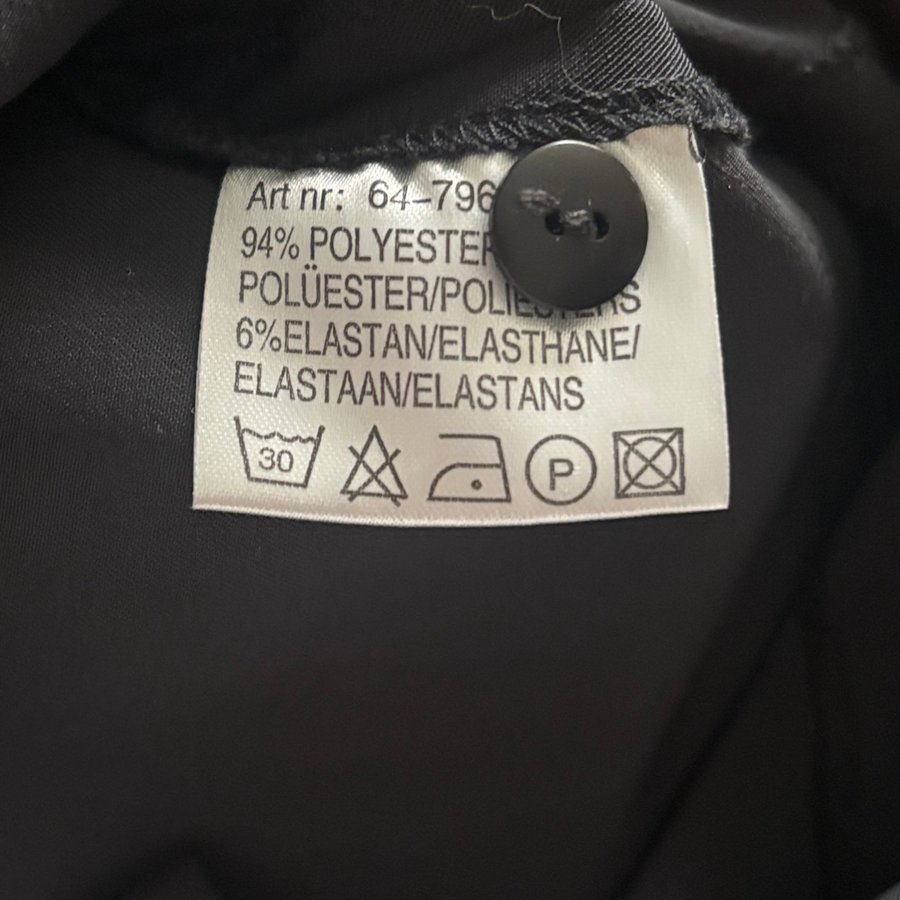 Art nr: 64-796
94% POLYESTER
POLÜESTER/POLIESTERS
6%ELASTAN/ELASTHANE/
ELASTAAN/ELASTANS
30
P